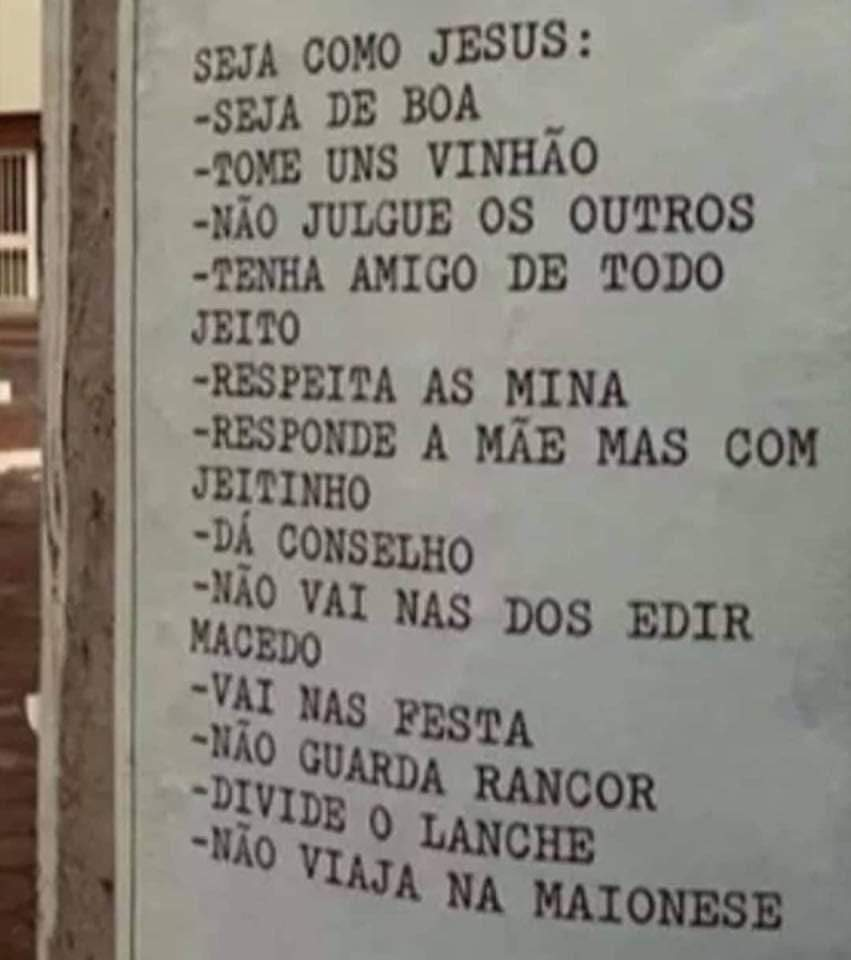 SEJA COMO JESUS:
-SEJA DE BOA
-TOME UNS VINHÃO
-NÃO JULGUE OS OUTROS
-TENHA AMIGO DE TODO
JEITO
-RESPEITA AS MINA
-RESPONDE A MÃE MAS COM
JEITINHO
-DÁ CONSELHO
-NÃO VAI NAS DOS EDIR
MACEDO
-VAI NAS FESTA
-NÃO GUARDA RANCOR
-DIVIDE O LANCHE
-NÃO VIAJA NA MAIONESE